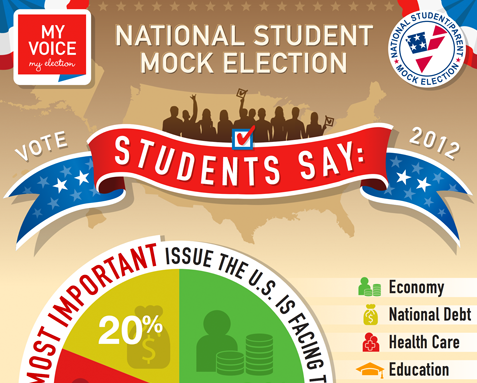 MY
VOICE
my election
NATIONAL STUDENT
MOCK ELECTION
NATIONAL STUDENT/PARENT
MOCK ELECTION
VOTE
STUDENTS SAY:
2012
MOST IMPORTANT ISSUE THE U.S. IS FACING
20%
$
Economy
National Debt
Health Care
Education